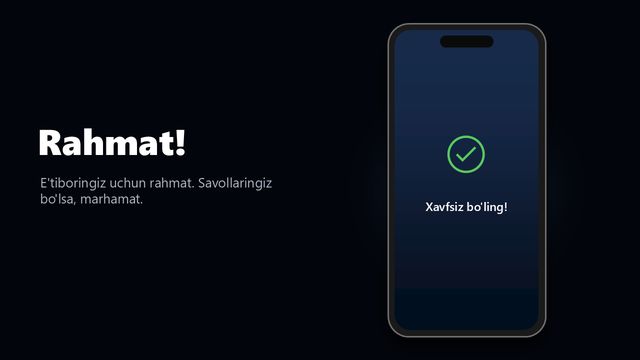 Rahmat!
E'tiboringiz uchun rahmat. Savollaringiz
bo'lsa, marhamat.
Xavfsiz bo'ling!